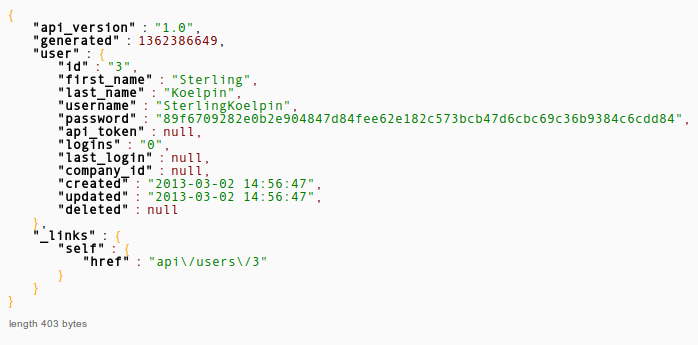 {
"api_version" : "1.0",
"generated" : 1362386649,
"user" : {
"id" : "3",
"first_name" : "Sterling",
"last_name" : "Koelpin",
"username" : "SterlingKoelpin",
"password" : "89f6709282e0b2e904847d84fee62e182c573bcb47d6cbc69c36b9384c6cdd84",
"api_token" : null,
"logins" : "0",
"last_login" : null,
"company_id" : null,
"created" : "2013-03-02 14:56:47",
"updated" : "2013-03-02 14:56:47",
"deleted" : null
},
"_links" : {
"self" : {
"href" : "api\/users\/3"
}
}
}
length 403 bytes